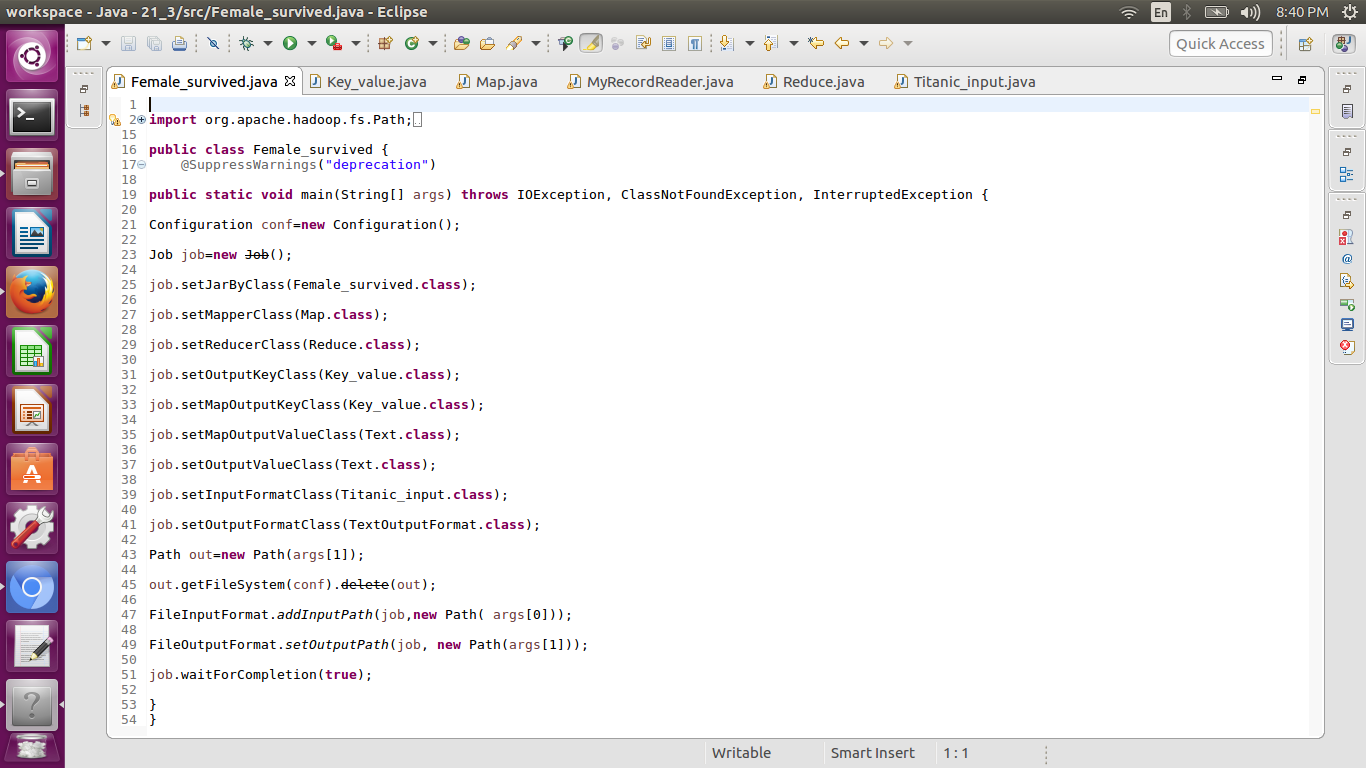 workspace - Java - 21_3/src/Female_survived.java - Eclipse
En
8:40 PM
Quick Access
Female_survived.java
Key_value.java
Map.java
MyRecordReader.java
Reduce.java
Titanic_input.java
1
2 import org.apache.hadoop.fs.Path;
15
16 public class Female_survived {
17 @SuppressWarnings("deprecation")
18
19 public static void main(String[] args) throws IOException, ClassNotFoundException, InterruptedException {
20
21 Configuration conf=new Configuration();
22
23 Job job=new Job();
24
25 job.setJarByClass(Female_survived.class);
26
27 job.setMapperClass(Map.class);
28
29 job.setReducerClass(Reduce.class);
30
31 job.setOutputKeyClass(Key_value.class);
32
33 job.setMapOutputKeyClass(Key_value.class);
34
35 job.setMapOutputValueClass(Text.class);
36
37 job.setOutputValueClass(Text.class);
38
39 job.setInputFormatClass(Titanic_input.class);
40
41 job.setOutputFormatClass(TextOutputFormat.class);
42
43 Path out=new Path(args[1]);
44
45 out.getFileSystem(conf).delete(out);
46
47 FileInputFormat.addInputPath(job,new Path( args[0]));
48
49 FileOutputFormat.setOutputPath(job, new Path(args[1]));
50
51 job.waitForCompletion(true);
52
53 }
54 }
Writable
Smart Insert
1 : 1